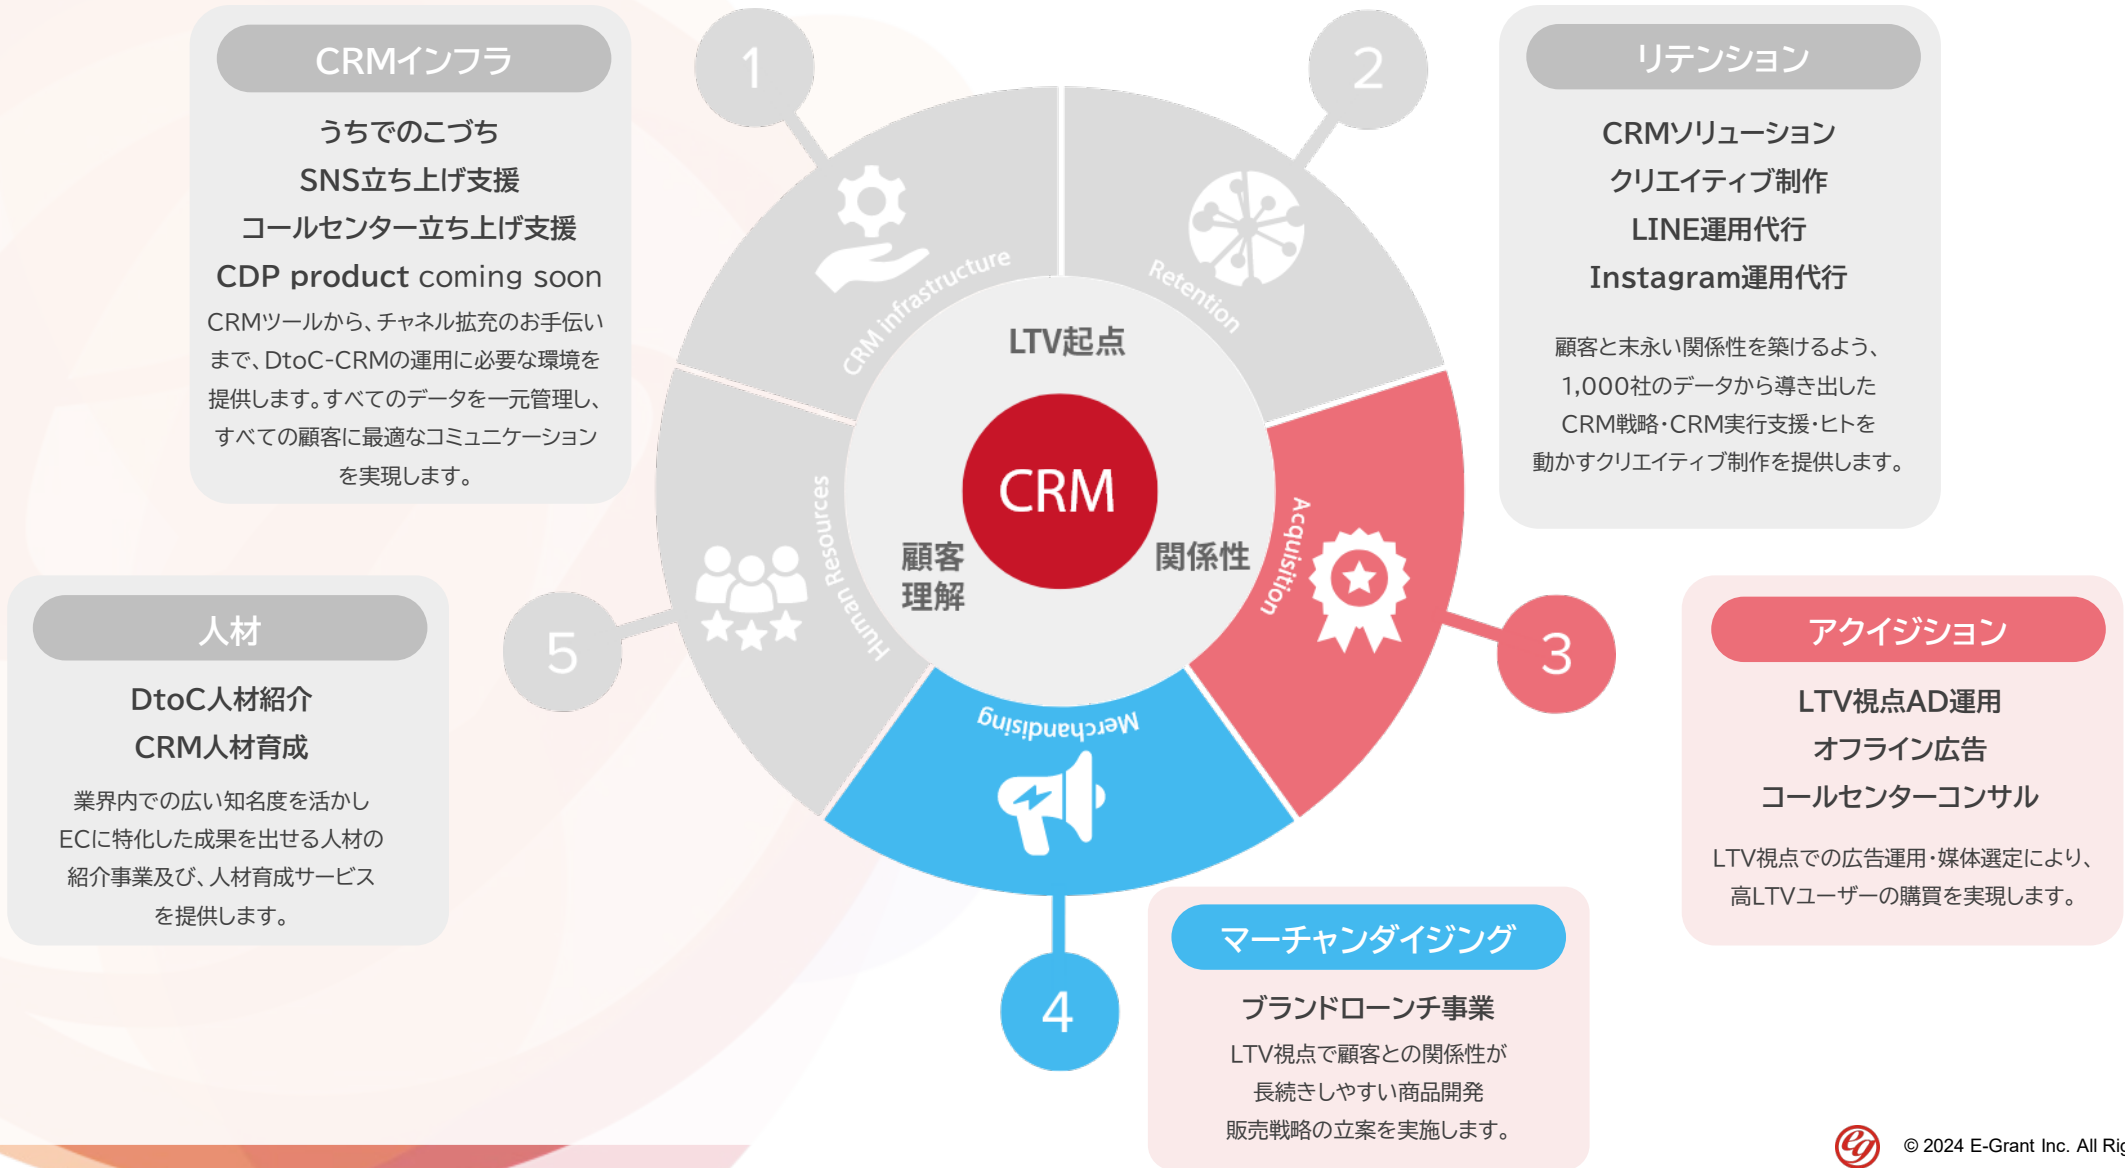 CRMインフラ
うちでのこづち
SNS立ち上げ支援
コールセンター立ち上げ支援
CDP product coming soon
CRMツールから、チャネル拡充のお手伝い
まで、DtoC-CRMの運用に必要な環境を
提供します。すべてのデータを一元管理し、
すべての顧客に最適なコミュニケーション
を実現します。
1
2
リテンション
CRMソリューション
クリエイティブ制作
LINE運用代行
Instagram運用代行
顧客と末永い関係性を築けるよう、
1,000社のデータから導き出した
CRM戦略・CRM実行支援・ヒトを
動かすクリエイティブ制作を提供します。
CRM infrastructure
Retention
LTV起点
CRM
顧客
理解
関係性
Human Resources
Acquisition
Merchandising
人材
DtoC人材紹介
CRM人材育成
業界内での広い知名度を活かし
ECに特化した成果を出せる人材の
紹介事業及び、人材育成サービス
を提供します。
5
3
アクイジション
LTV視点AD運用
オフライン広告
コールセンターコンサル
LTV視点での広告運用・媒体選定により、
高LTVユーザーの購買を実現します。
4
マーチャンダイジング
ブランドローンチ事業
LTV視点で顧客との関係性が
長続きしやすい商品開発
販売戦略の立案を実施します。
eg
© 2024 E-Grant Inc. All